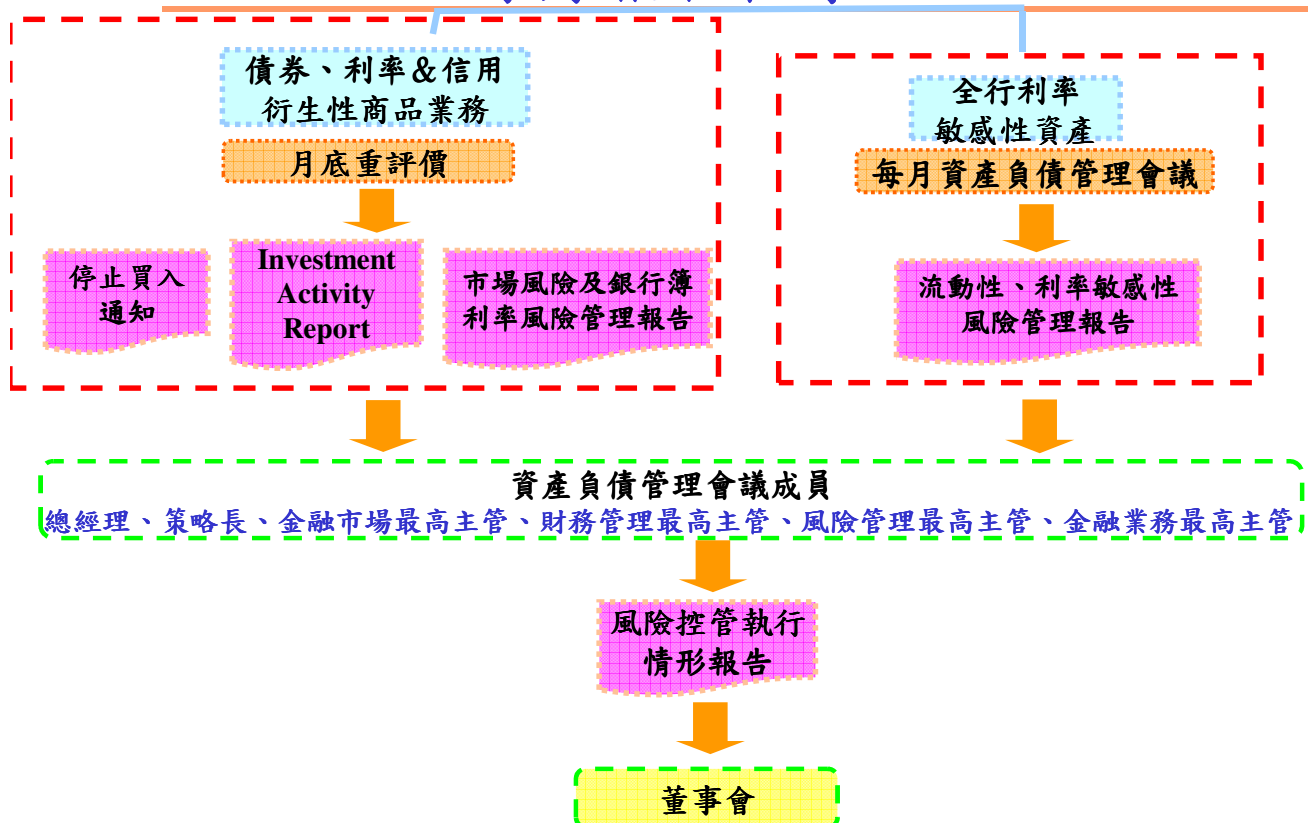 債券、利率&信用
衍生性商品業務
月底重評價
停止買入
通知
Investment
Activity
Report
市場風險及銀行簿
利率風險管理報告
全行利率
敏感性資產
每月資產負債管理會議
流動性、利率敏感性
風險管理報告
資產負債管理會議成員
總經理、策略長、金融市場最高主管、財務管理最高主管、風險管理最高主管、金融業務最高主管
風險控管執行
情形報告
董事會